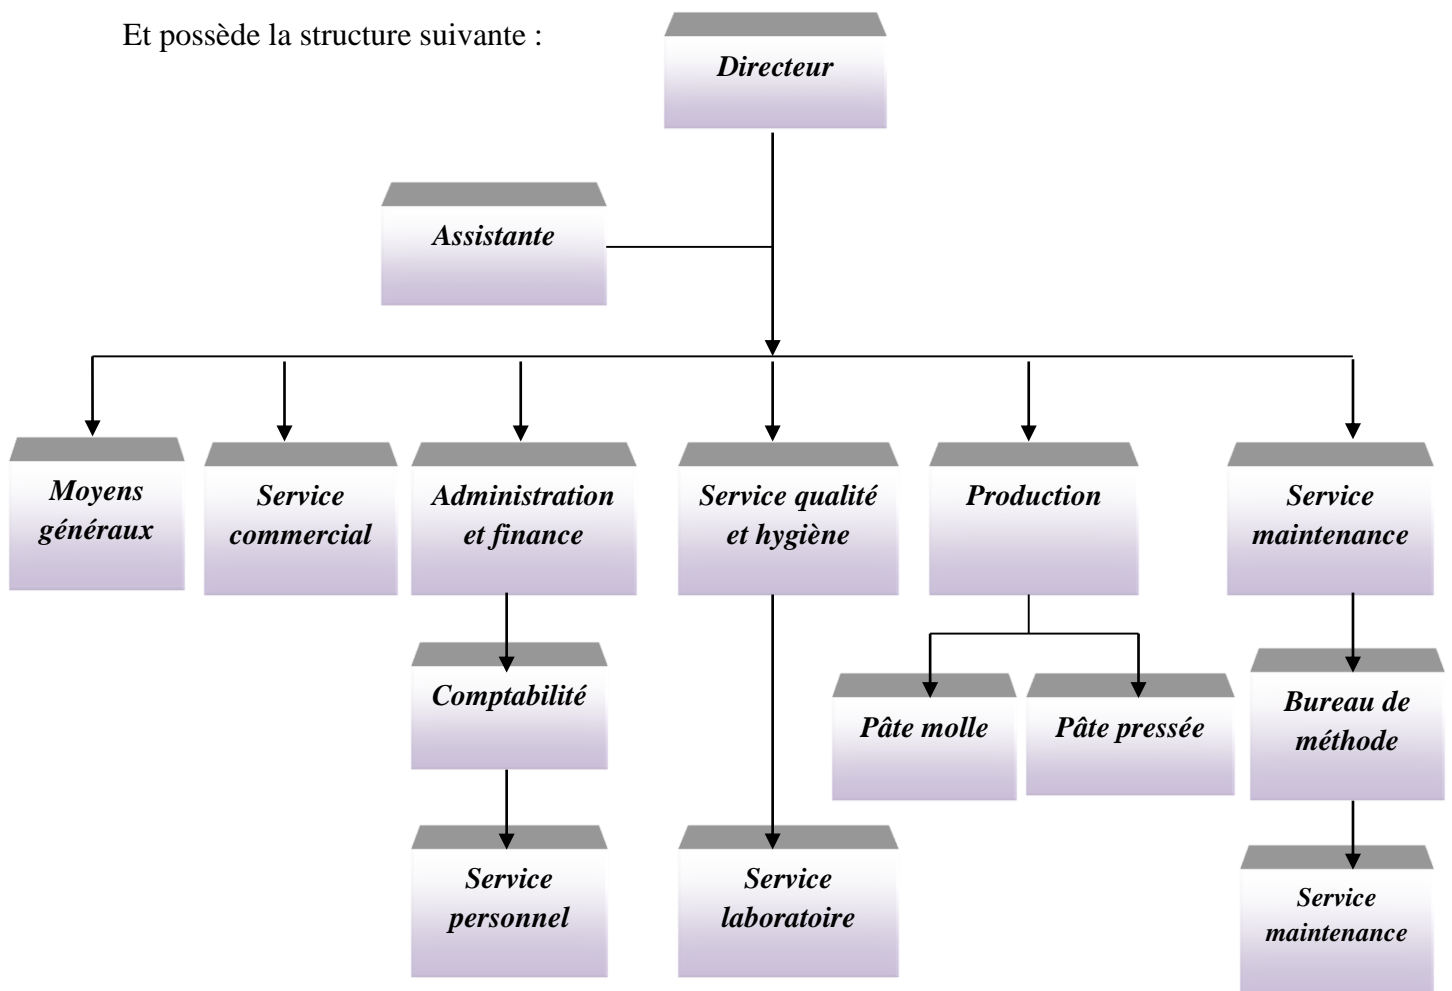 Et possède la structure suivante :
Directeur
Assistante
Moyens
généraux
Service
commercial
Administration
et finance
Service qualité
et hygiène
Production
Service
maintenance
Comptabilité
Pâte molle
Pâte pressée
Bureau de
méthode
Service
personnel
Service
laboratoire
Service
maintenance